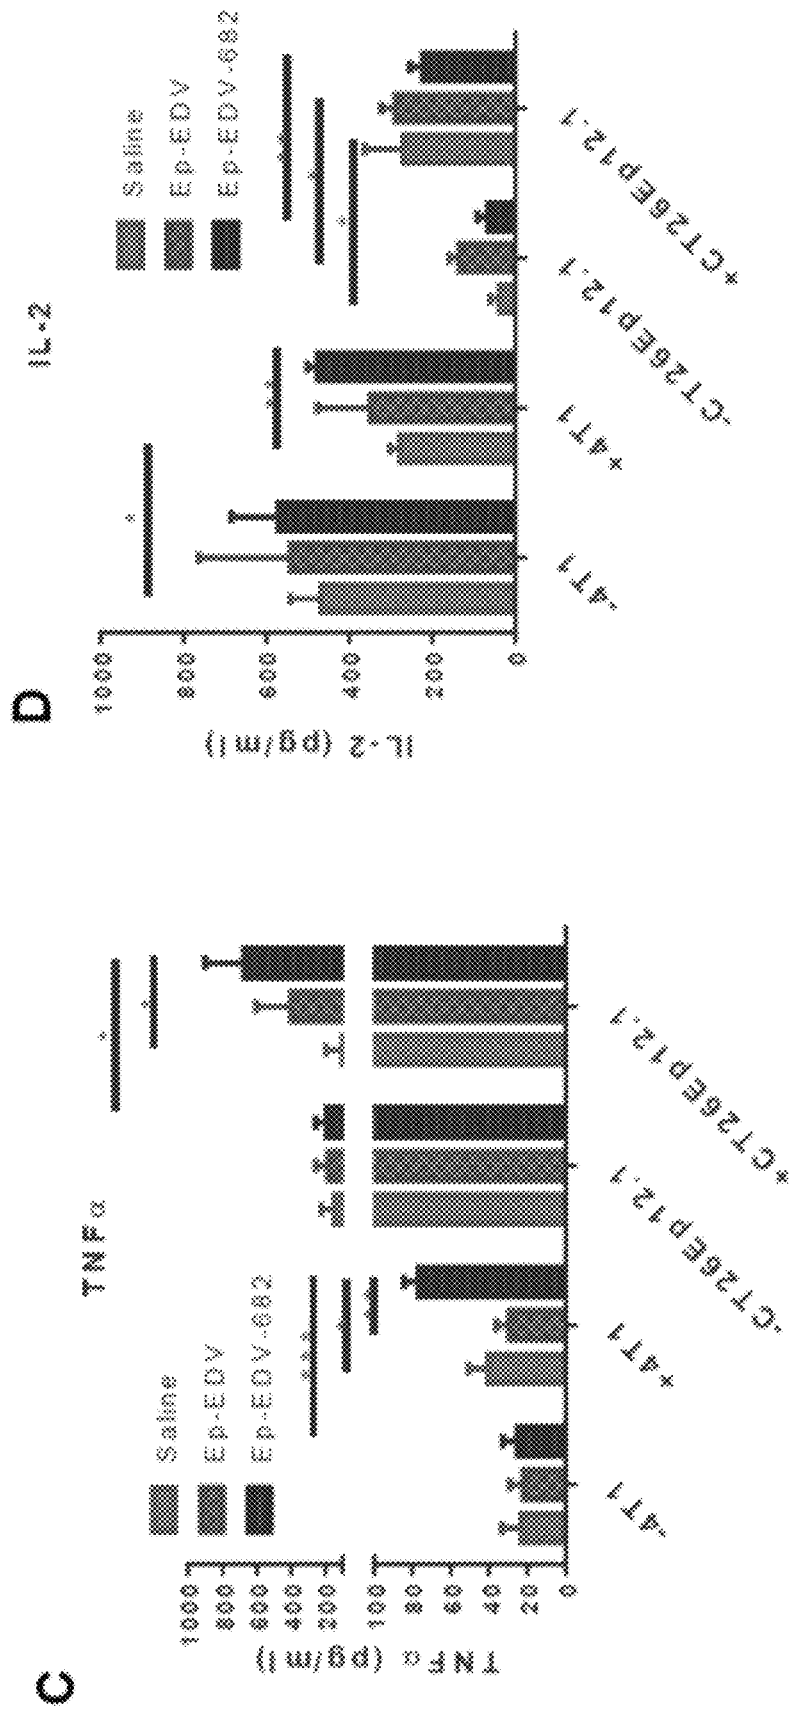 C
TNFα
Saline
Ep-EDV
Ep-EDV-682
TNFα (pg/ml)
1000
800
600
400
200
100
80
60
40
20
0
-4T1
+4T1
-CT26Ep12.1
+CT26Ep12.1
D
IL-2
Saline
Ep-EDV
Ep-EDV-682
IL-2 (pg/ml)
1000
800
600
400
200
0
-4T1
+4T1
-CT26Ep12.1
+CT26Ep12.1